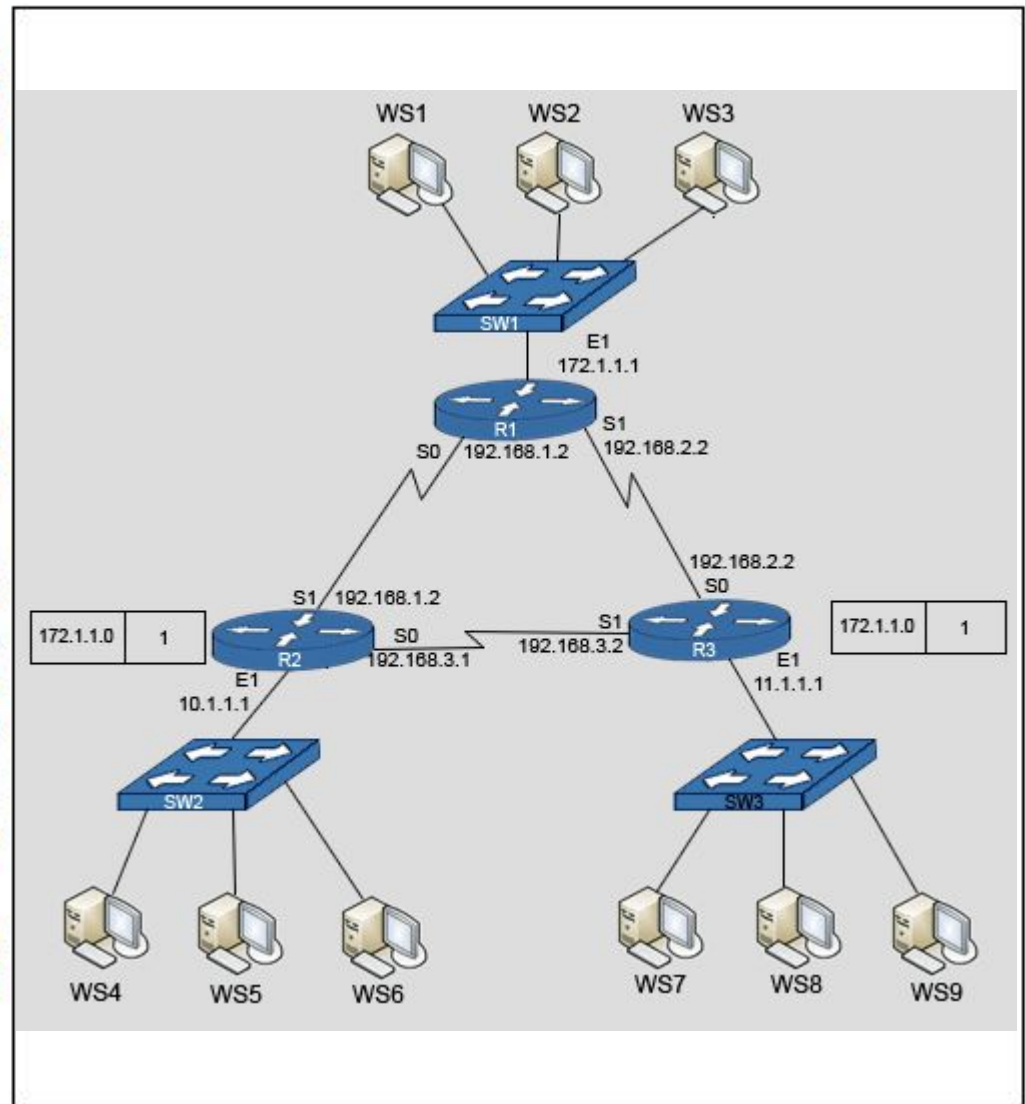 WS1 WS2 WS3
SW1
E1
172.1.1.1
R1
S0 192.168.1.2
S1
192.168.2.2
192.168.2.2
S0
S1 192.168.1.2
172.1.1.0 1
R2
S0
192.168.3.1
E1
10.1.1.1
S1
192.168.3.2
R3
E1
11.1.1.1
172.1.1.0 1
SW2
SW3
WS4 WS5 WS6
WS7 WS8 WS9